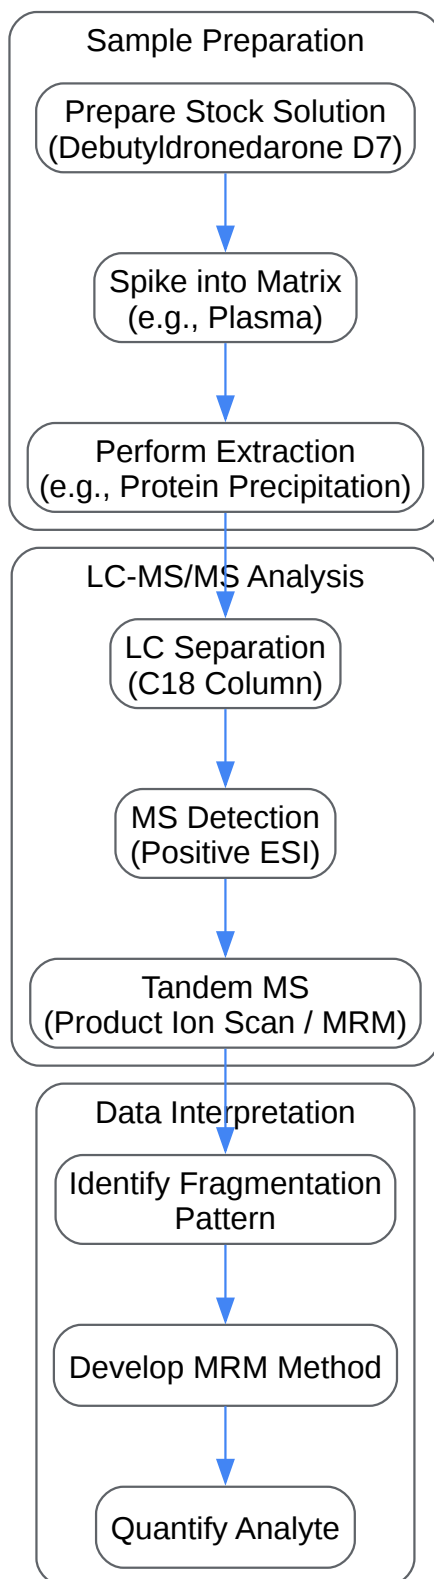 Sample Preparation
Prepare Stock Solution
(Debutyldronedarone D7)
Spike into Matrix
(e.g., Plasma)
Perform Extraction
(e.g., Protein Precipitation)
LC-MS/MS Analysis
LC Separation
(C18 Column)
MS Detection
(Positive ESI)
Tandem MS
(Product Ion Scan / MRM)
Data Interpretation
Identify Fragmentation
Pattern
Develop MRM Method
Quantify Analyte